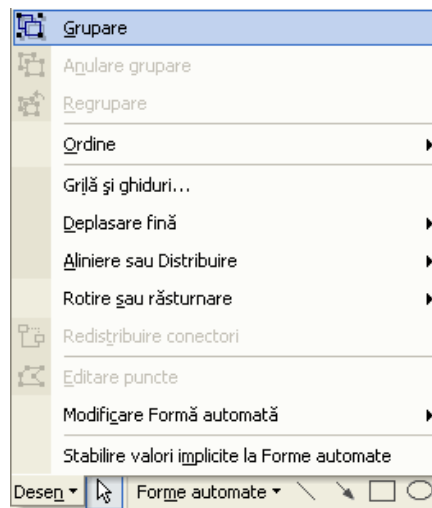 Grupare
Anulare grupare
Regrupare
Ordine
Grilă şi ghiduri...
Deplasare fină
Aliniere sau Distribuire
Rotire sau răsturnare
Redistribuire conectori
Editare puncte
Modificare Formă automată
Stabilire valori implicite la Forme automate
Desen Forme automate